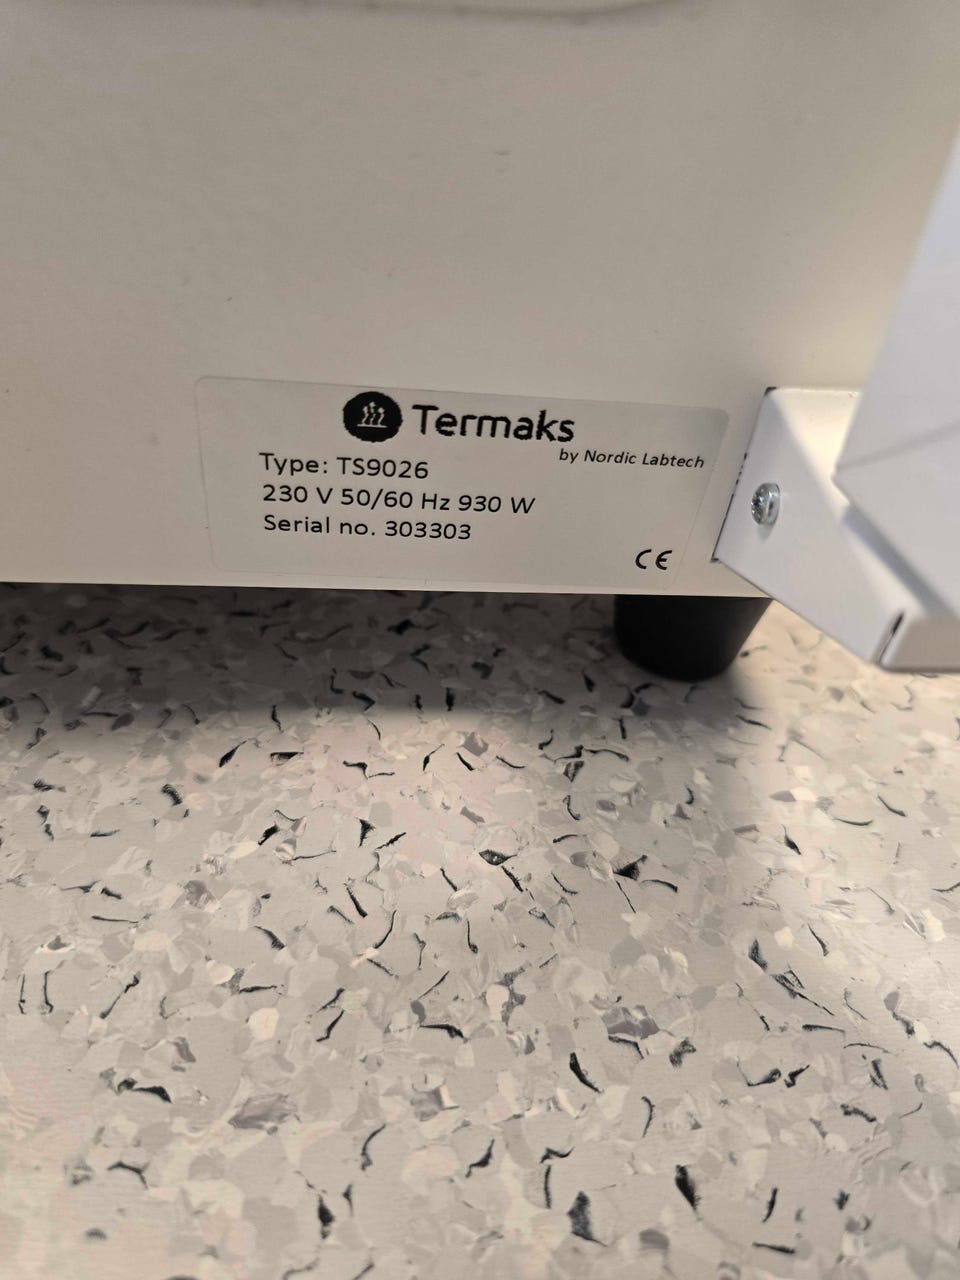 Termaks
by Nordic Labtech
Type: TS9026
230 V 50/60 Hz 930 W
Serial no. 303303
CE